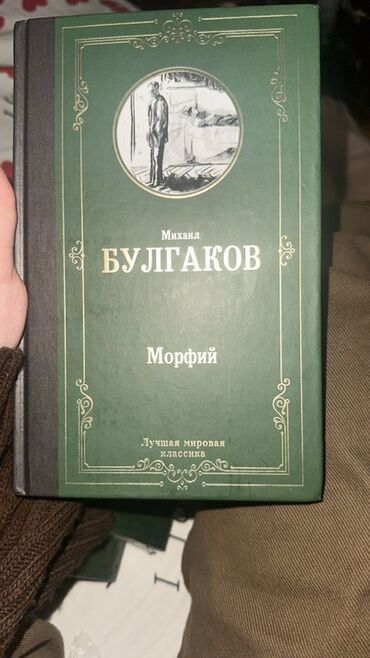 Михаил
БУЛГАКОВ
Морфий
Лучшая мировая
классика